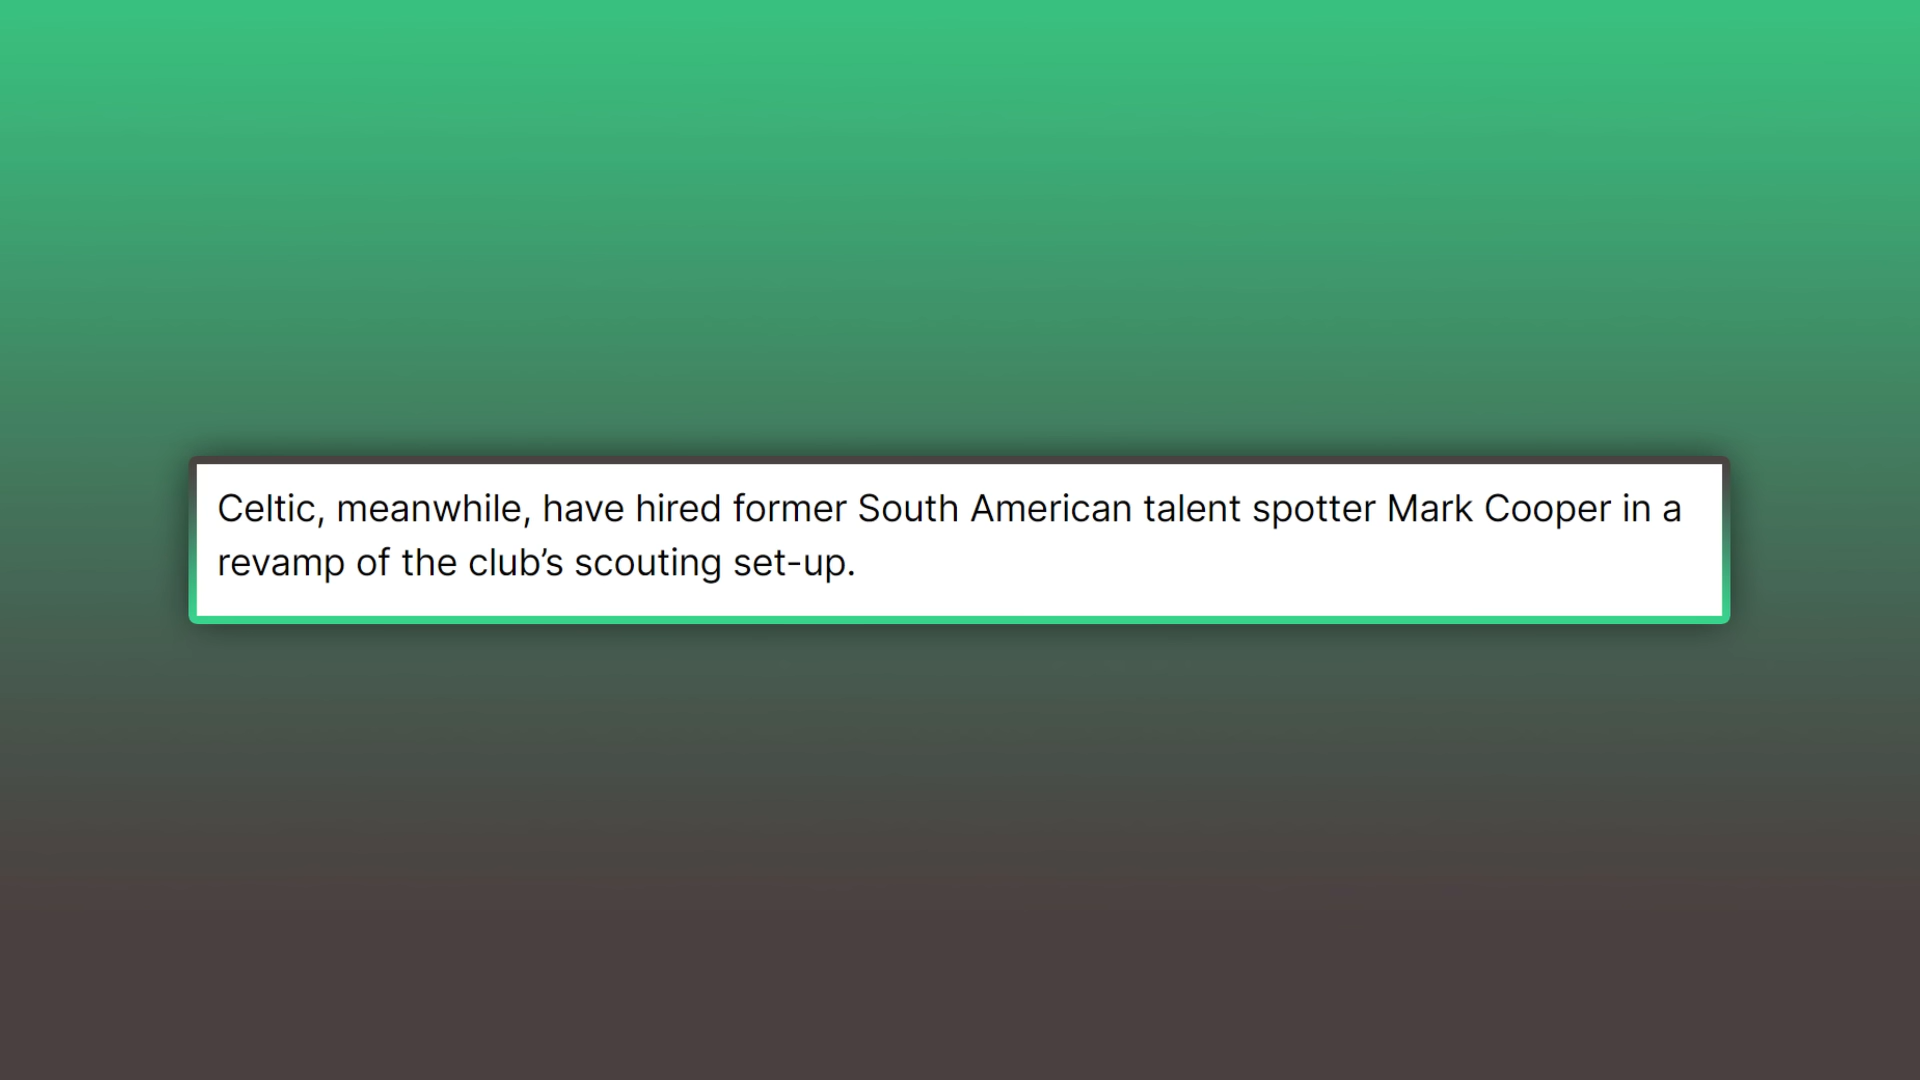 Celtic, meanwhile, have hired former South American talent spotter Mark Cooper in a
revamp of the club’s scouting set-up.